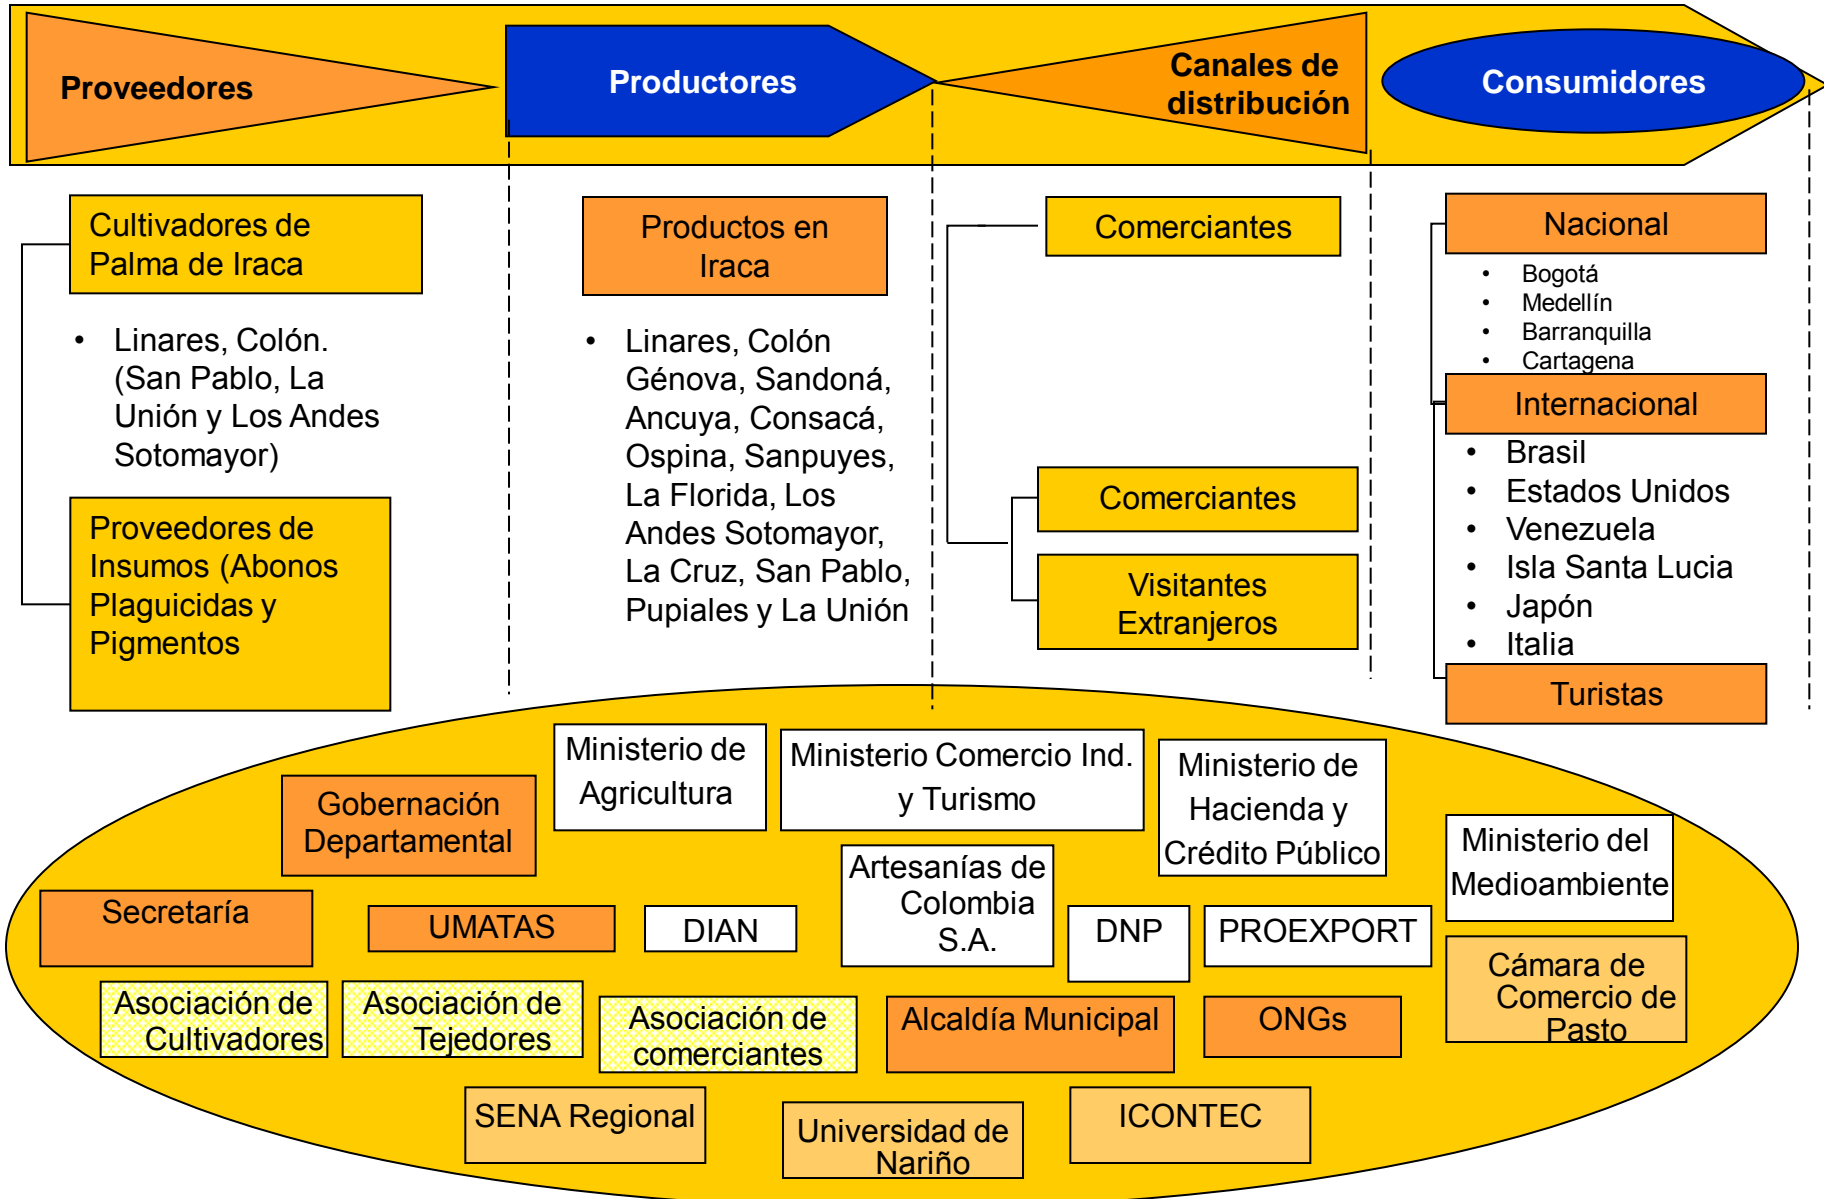 Proveedores
Productores
Canales de
distribución
Consumidores
Cultivadores de
Palma de Iraca
• Linares, Colón.
(San Pablo, La
Unión y Los Andes
Sotomayor)
Proveedores de
Insumos (Abonos
Plaguicidas y
Pigmentos
Productos en
Iraca
• Linares, Colón
Génova, Sandoná,
Ancuya, Consacá,
Ospina, Sanpuyes,
La Florida, Los
Andes Sotomayor,
La Cruz, San Pablo,
Pupiales y La Unión
Comerciantes
Comerciantes
Visitantes
Extranjeros
Nacional
• Bogotá
• Medellín
• Barranquilla
• Cartagena
Internacional
• Brasil
• Estados Unidos
• Venezuela
• Isla Santa Lucia
• Japón
• Italia
Turistas
Gobernación
Departamental
Ministerio de
Agricultura
Ministerio Comercio Ind.
y Turismo
Ministerio de
Hacienda y
Crédito Público
Ministerio del
Medioambiente
Secretaría
UMATAS
DIAN
Artesanías de
Colombia
S.A.
DNP
PROEXPORT
Cámara de
Comercio de
Pasto
Asociación de
Cultivadores
Asociación de
Tejedores
Asociación de
comerciantes
Alcaldía Municipal
ONGs
SENA Regional
Universidad de
Nariño
ICONTEC